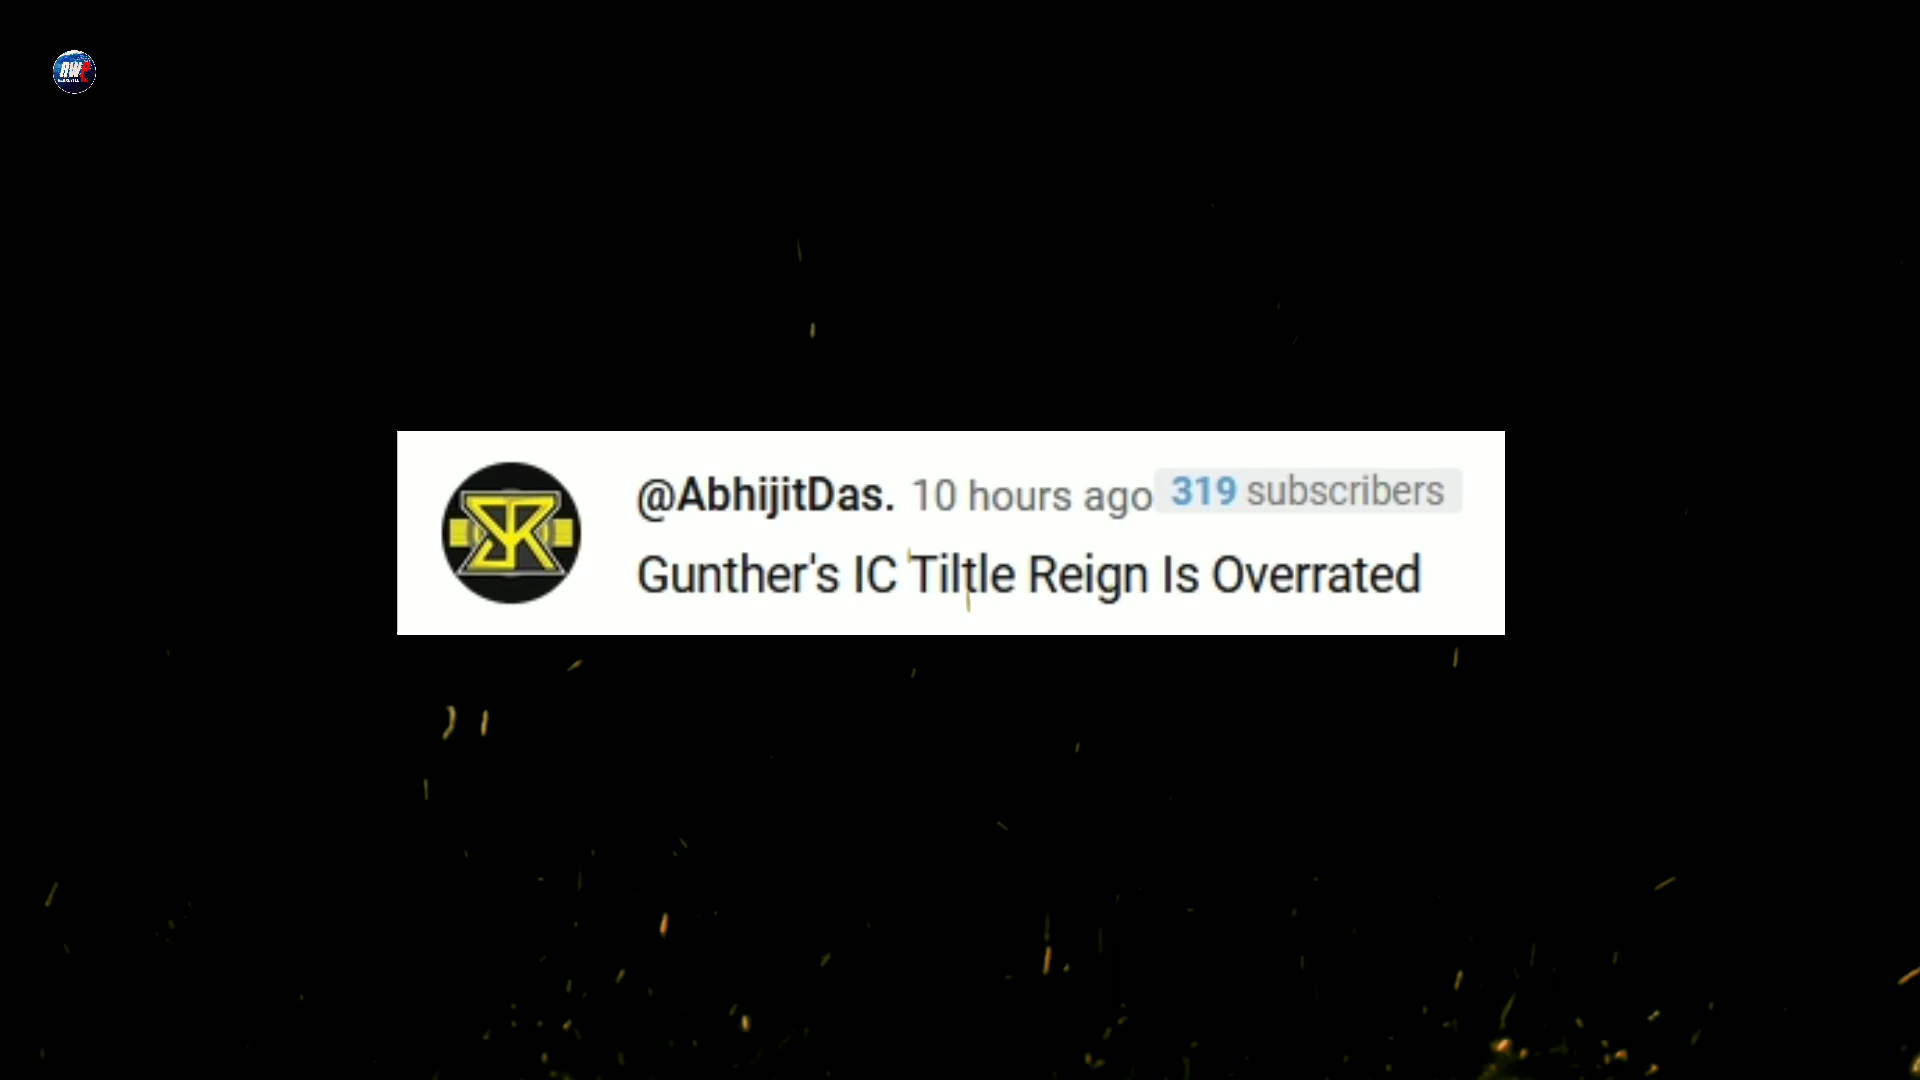 @AbhijitDas. 10 hours ago 319 subscribers
Gunther's IC Tiltle Reign Is Overrated